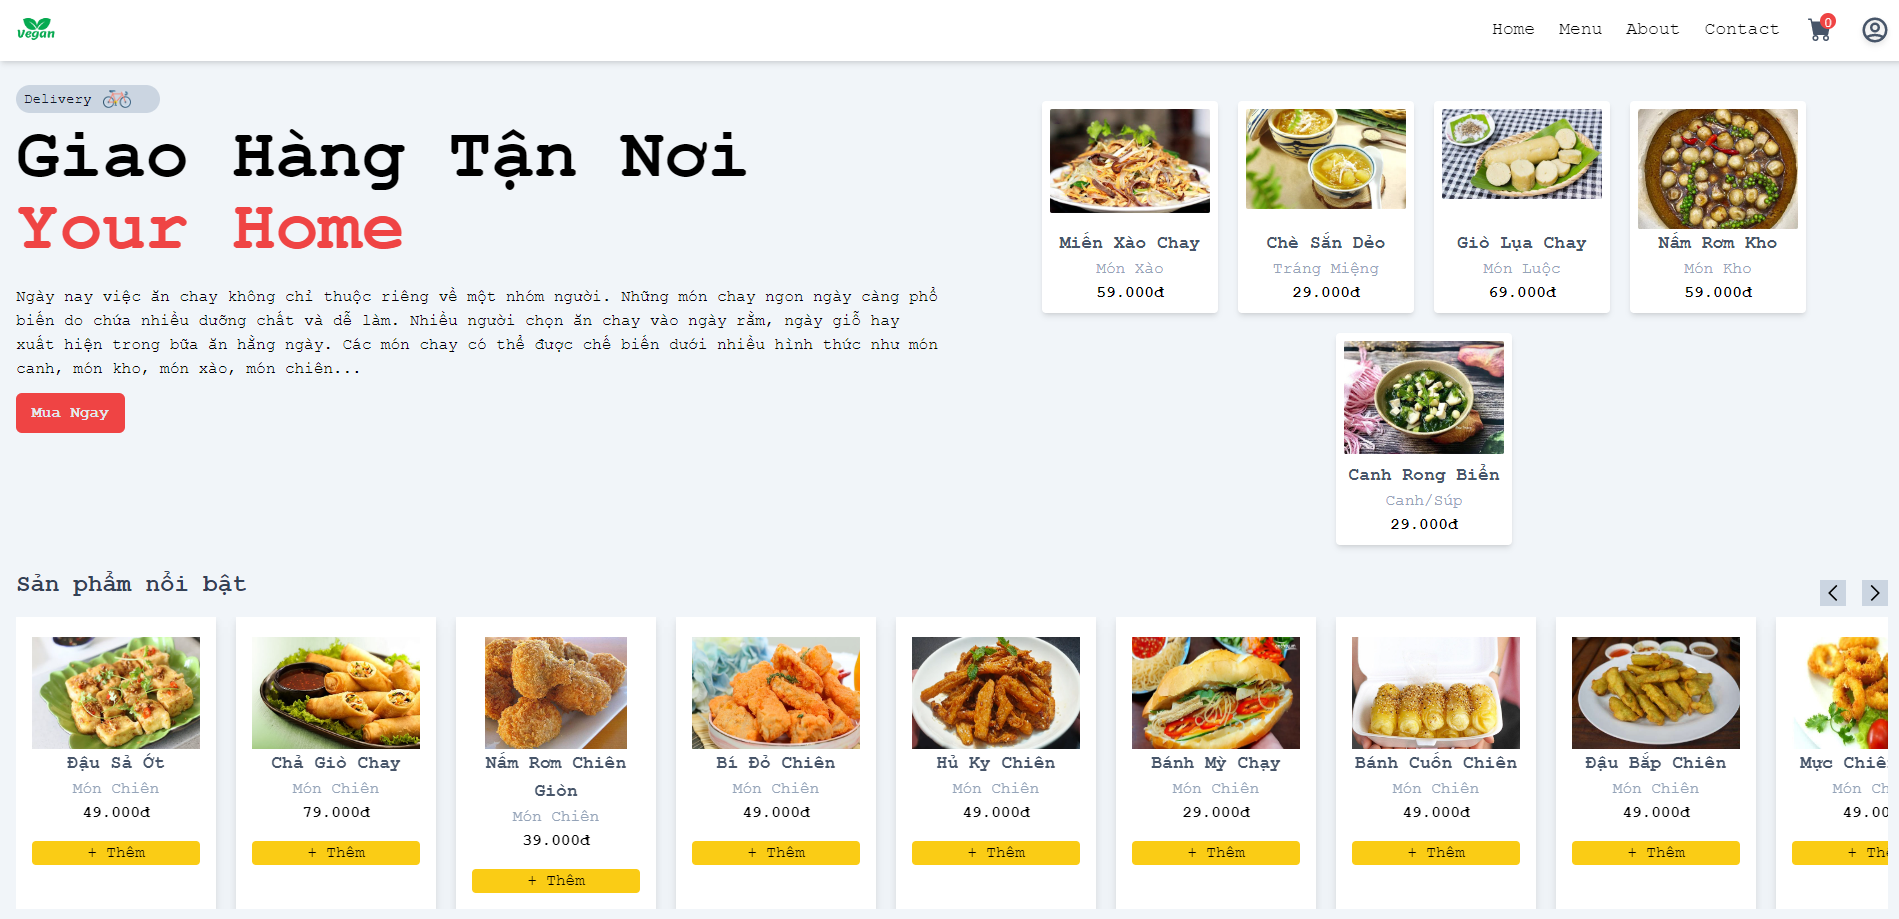 Vegan
Home Menu About Contact 0
Delivery
Giao Hàng Tận Nơi
Your Home
Ngày nay việc ăn chay không chỉ thuộc riêng về một nhóm người. Những món chay ngon ngày càng phổ
biến do chứa nhiều dưỡng chất và dễ làm. Nhiều người chọn ăn chay vào ngày rằm, ngày giỗ hay
xuất hiện trong bữa ăn hằng ngày. Các món chay có thể được chế biến dưới nhiều hình thức như món
canh, món kho, món xào, món chiên...
Mua Ngay
Miến Xào Chay
Món Xào
59.000đ
Chè Sắn Dẻo
Tráng Miệng
29.000đ
Giò Lụa Chay
Món Luộc
69.000đ
Nấm Rơm Kho
Món Kho
59.000đ
Canh Rong Biển
Canh/Súp
29.000đ
Sản phẩm nổi bật
Đậu Sả Ớt
Món Chiên
49.000đ
+ Thêm
Chả Giò Chay
Món Chiên
79.000đ
+ Thêm
Nấm Rơm Chiên
Giòn
Món Chiên
39.000đ
+ Thêm
Bí Đỏ Chiên
Món Chiên
49.000đ
+ Thêm
Hủ Ky Chiên
Món Chiên
49.000đ
+ Thêm
Bánh Mỳ Chạy
Món Chiên
29.000đ
+ Thêm
Bánh Cuốn Chiên
Món Chiên
49.000đ
+ Thêm
Đậu Bắp Chiên
Món Chiên
49.000đ
+ Thêm
Mực Chiê
Món Ch
49.00
+ Th